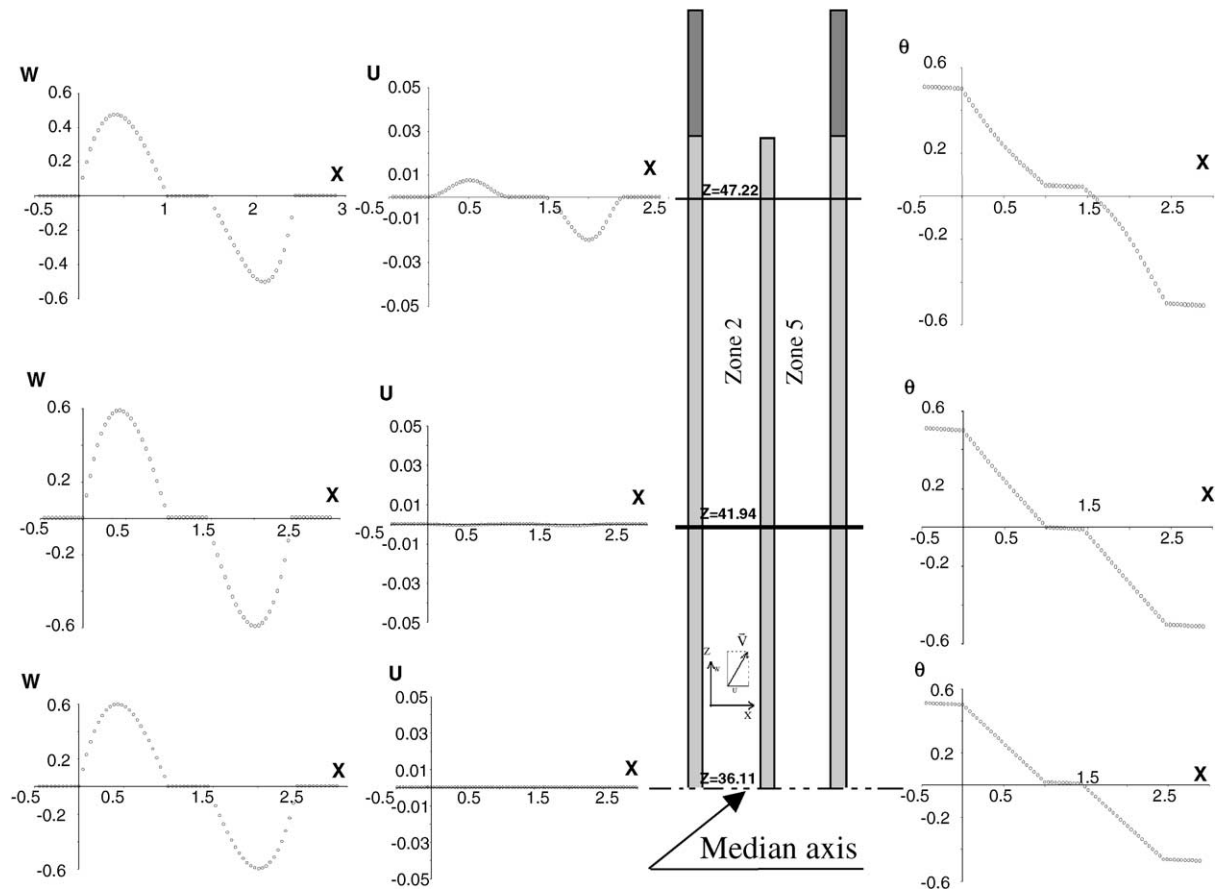 W
0.6
0.4
0.2
X
-0.5
1
2
3
-0.2
-0.4
-0.6
U
0.05
0.03
0.01
X
-0.5
0.5
1.5
2.5
-0.01
-0.03
-0.05
Z=47.22
Zone 2
Zone 5
θ
0.6
0.2
X
-0.5
0.5
1.5
2.5
-0.2
-0.6
W
0.6
0.2
X
-0.5
0.5
1.5
2.5
-0.2
-0.6
U
0.05
0.03
0.01
X
-0.5
0.5
1.5
2.5
-0.01
-0.03
-0.05
Z=41.94
θ
0.6
0.2
1.5
X
-0.5
0.5
2.5
-0.2
-0.6
W
0.6
0.2
X
-0.5
0.5
1.5
2.5
-0.2
-0.6
U
0.05
0.03
0.01
X
-0.5
0.5
1.5
2.5
-0.01
-0.03
-0.05
V
Z
W
U
X
Z=36.11
Median axis
θ
0.6
0.2
1.5
X
-0.5
0.5
2.5
-0.2
-0.6